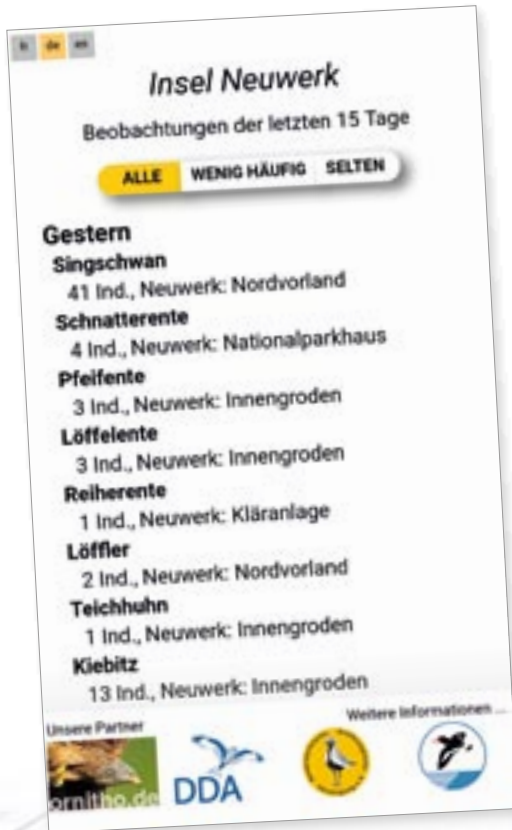 de en
Insel Neuwerk
Beobachtungen der letzten 15 Tage
ALLE WENIG HÄUFIG SELTEN
Gestern
Singschwan
41 Ind., Neuwerk: Nordvorland
Schnatterente
4 Ind., Neuwerk: Nationalparkhaus
Pfeifente
3 Ind., Neuwerk: Innengroden
Löffelente
3 Ind., Neuwerk: Innengroden
Reiherente
1 Ind., Neuwerk: Kläranlage
Löffler
2 Ind., Neuwerk: Nordvorland
Teichhuhn
1 Ind., Neuwerk: Innengroden
Kiebitz
13 Ind., Neuwerk: Innengroden
Unsere Partner
Weitere Informationen ...
ornitho.de
DDA